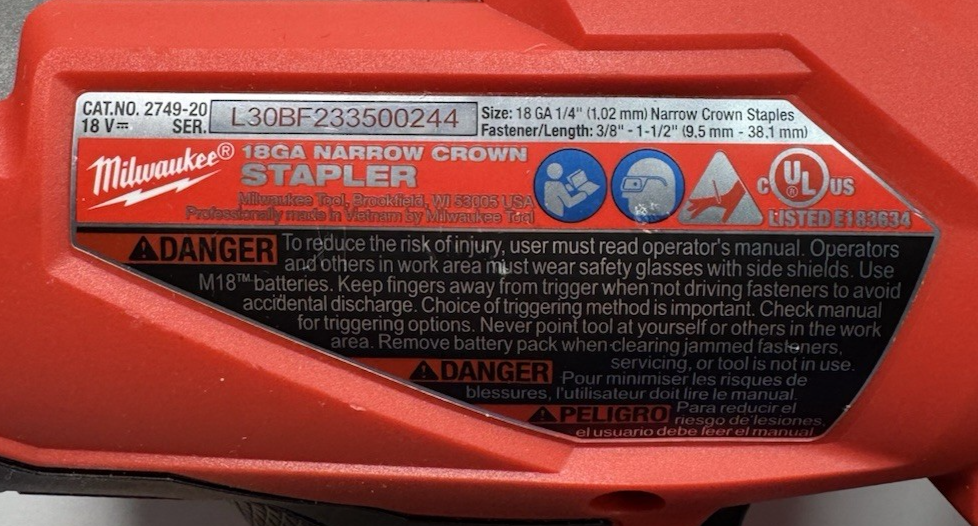 CAT.NO. 2749-20
18 V⎓ SER. L30BF233500244
Size: 18 GA 1/4" (1,02 mm) Narrow Crown Staples
Fastener/Length: 3/8" - 1-1/2" (9,5 mm - 38,1 mm)
Milwaukee®
18GA NARROW CROWN
STAPLER
Milwaukee Tool, Brookfield, WI 53005 USA
Professionally made in Vietnam by Milwaukee Tool
C UL® US
LISTED E183634
DANGER To reduce the risk of injury, user must read operator's manual. Operators
and others in work area must wear safety glasses with side shields. Use
M18™ batteries. Keep fingers away from trigger when not driving fasteners to avoid
accidental discharge. Choice of triggering method is important. Check manual
for triggering options. Never point tool at yourself or others in the work
area. Remove battery pack when clearing jammed fasteners,
servicing, or tool is not in use.
DANGER Pour minimiser les risques de
blessures, l'utilisateur doit lire le manual.
PELIGRO Para reducir el
riesgo de lesiones,
el usuario debe leer el manual